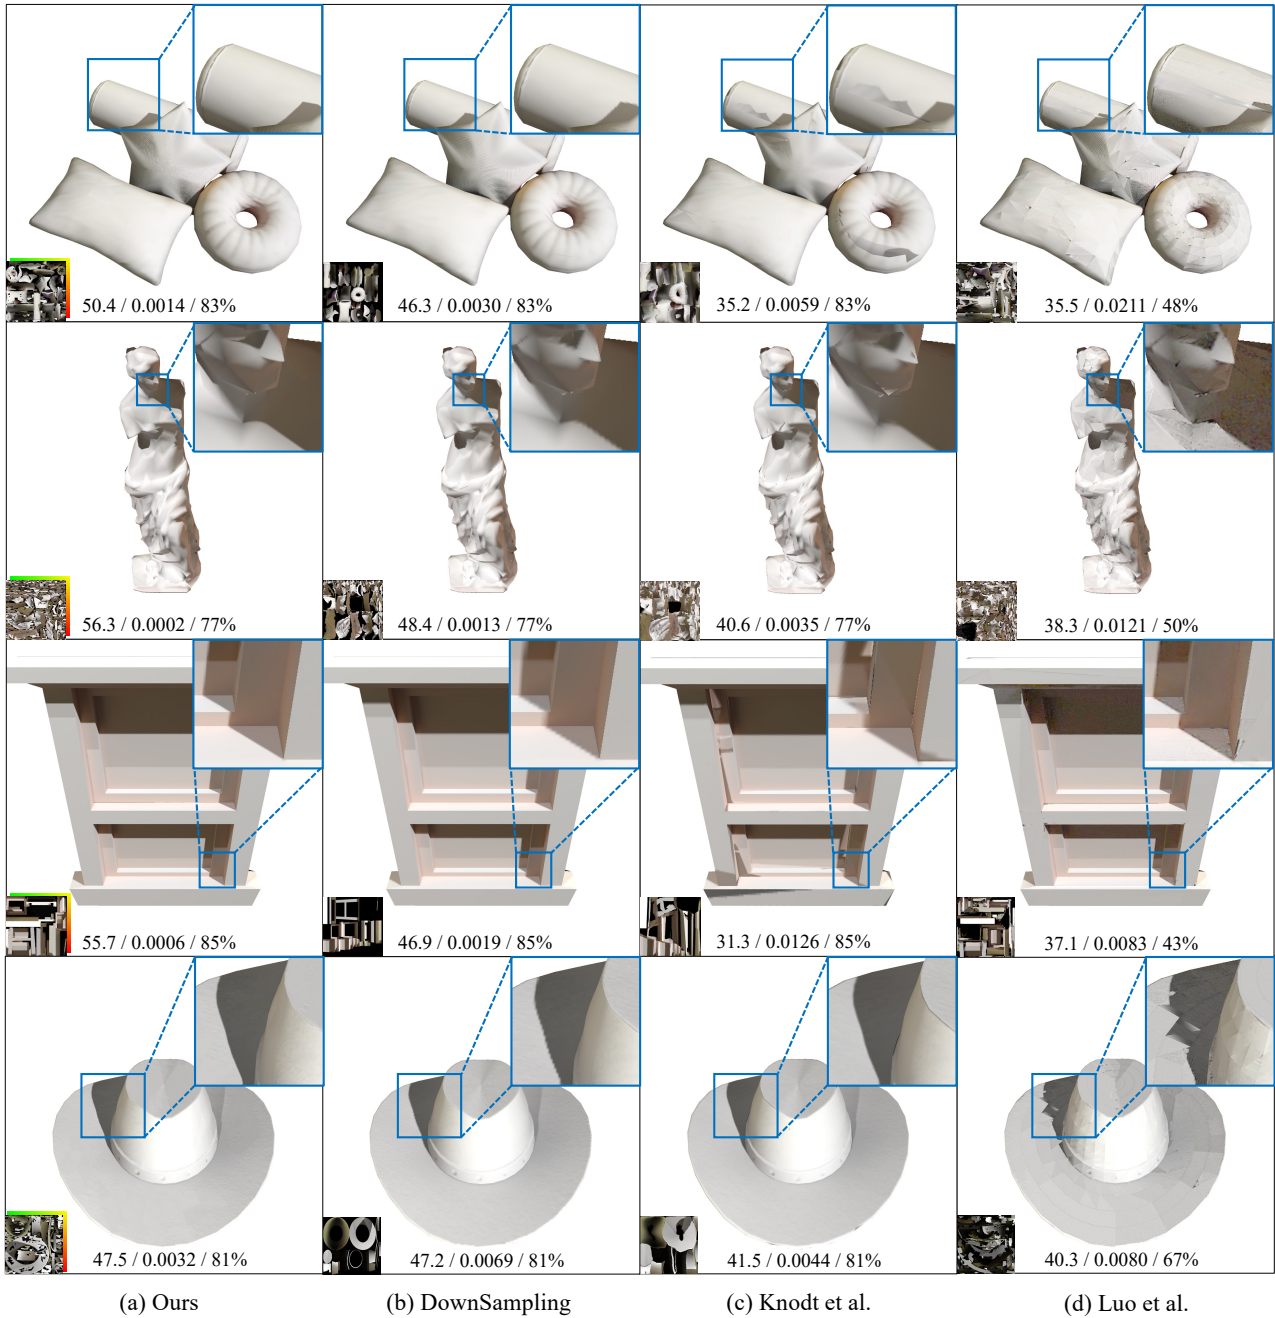 50.4 / 0.0014 / 83%
46.3 / 0.0030 / 83%
35.2 / 0.0059 / 83%
35.5 / 0.0211 / 48%
56.3 / 0.0002 / 77%
48.4 / 0.0013 / 77%
40.6 / 0.0035 / 77%
38.3 / 0.0121 / 50%
55.7 / 0.0006 / 85%
46.9 / 0.0019 / 85%
31.3 / 0.0126 / 85%
37.1 / 0.0083 / 43%
47.5 / 0.0032 / 81%
47.2 / 0.0069 / 81%
41.5 / 0.0044 / 81%
40.3 / 0.0080 / 67%
(a) Ours
(b) DownSampling
(c) Knodt et al.
(d) Luo et al.